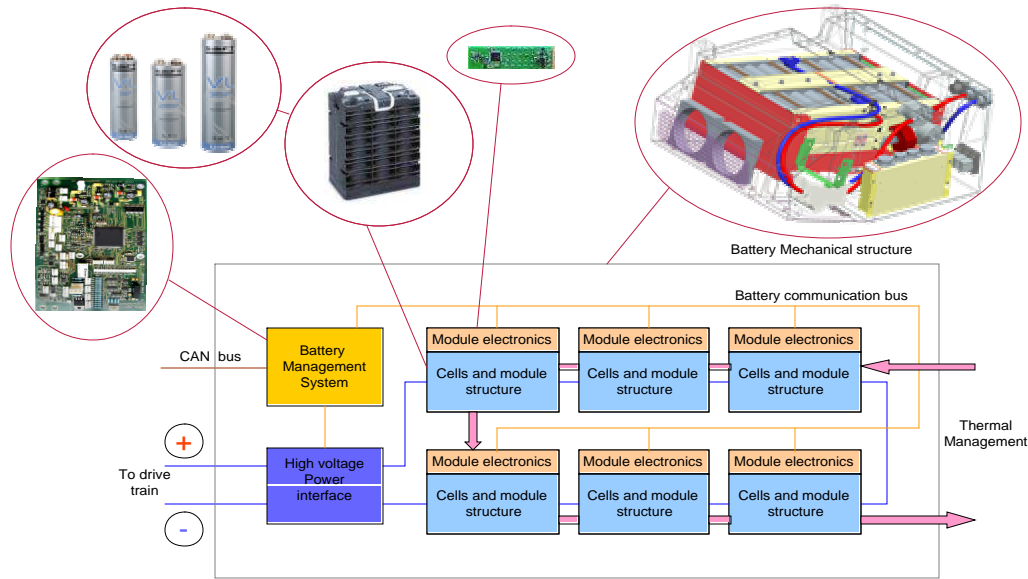 Battery Mechanical structure
Battery communication bus
CAN bus
Battery
Management
System
Module electronics
Cells and module
structure
Module electronics
Cells and module
structure
Module electronics
Cells and module
structure
+
To drive
train
-
High voltage
Power
interface
Module electronics
Cells and module
structure
Module electronics
Cells and module
structure
Module electronics
Cells and module
structure
Thermal
Management